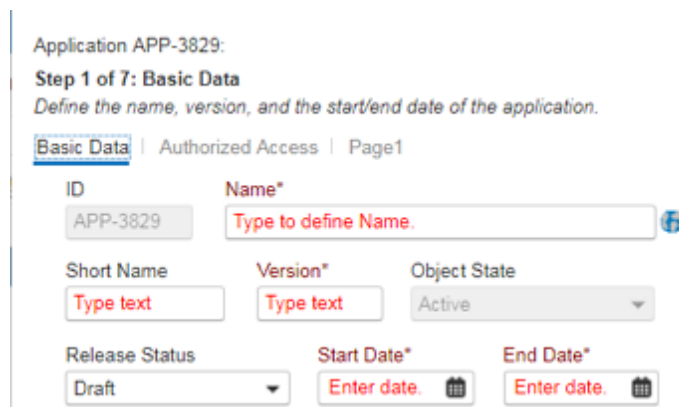 Application APP-3829:
Step 1 of 7: Basic Data
Define the name, version, and the start/end date of the application.
Basic Data | Authorized Access | Page1
ID Name*
APP-3829 Type to define Name.
Short Name Version* Object State
Type text Type text Active
Release Status Start Date* End Date*
Draft Enter date. Enter date.